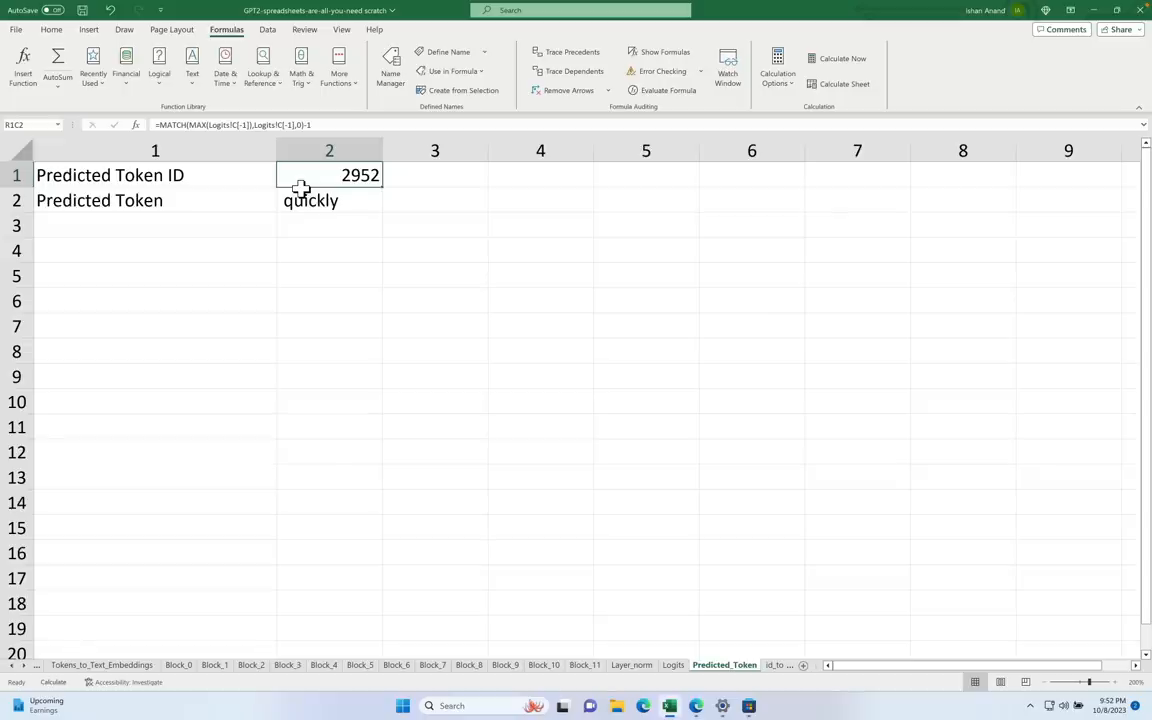 AutoSave Off GPT2-spreadsheets-are-all-you-need scratch Search Ishan Anand IA
File Home Insert Draw Page Layout Formulas Data Review View Help Comments Share
Insert Function
AutoSum
Recently Used
Financial
Logical
Text
Date & Time
Lookup & Reference
Math & Trig
More Functions
Function Library
Name Manager
Define Name
Use in Formula
Create from Selection
Defined Names
Trace Precedents
Trace Dependents
Remove Arrows
Show Formulas
Error Checking
Evaluate Formula
Formula Auditing
Watch Window
Calculation Options
Calculate Now
Calculate Sheet
Calculation
R1C2 fx =MATCH(MAX(Logits!C[-1]),Logits!C[-1],0)-1
1 2 3 4 5 6 7 8 9
1 Predicted Token ID 2952
2 Predicted Token quickly
3
4
5
6
7
8
9
10
11
12
13
14
15
16
17
18
19
20
... Tokens_to_Text_Embeddings Block_0 Block_1 Block_2 Block_3 Block_4 Block_5 Block_6 Block_7 Block_8 Block_9 Block_10 Block_11 Layer_norm Logits Predicted_Token id_to ...
Ready Calculate Accessibility: Investigate 200%
Upcoming
Earnings
Search
9:52 PM
10/8/2023
2